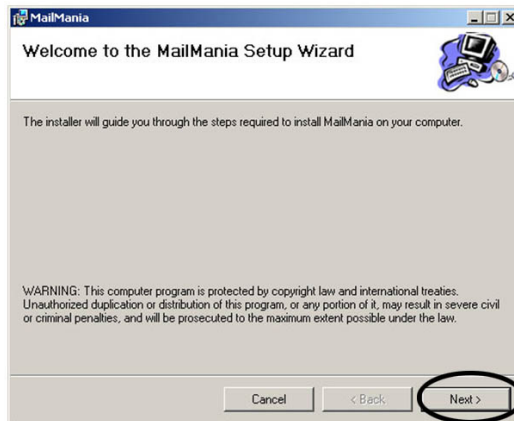 MailMania
Welcome to the MailMania Setup Wizard
The installer will guide you through the steps required to install MailMania on your computer.
WARNING: This computer program is protected by copyright law and international treaties.
Unauthorized duplication or distribution of this program, or any portion of it, may result in severe civil
or criminal penalties, and will be prosecuted to the maximum extent possible under the law.
Cancel < Back Next >